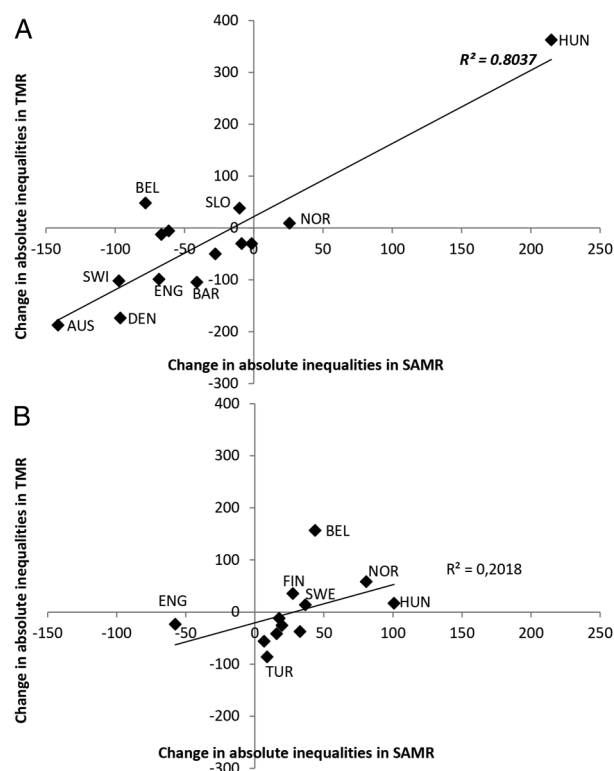 A
Change in absolute inequalities in TMR
400
300
200
100
0
-100
-200
-300
-150
-100
-50
0
50
100
150
200
250
R² = 0.8037
HUN
BEL
SLO
NOR
SWI
ENG
BAR
AUS
DEN
Change in absolute inequalities in SAMR
B
Change in absolute inequalities in TMR
400
300
200
100
0
-100
-200
-300
-150
-100
-50
0
50
100
150
200
250
BEL
NOR
R² = 0,2018
FIN
SWE
HUN
ENG
TUR
Change in absolute inequalities in SAMR